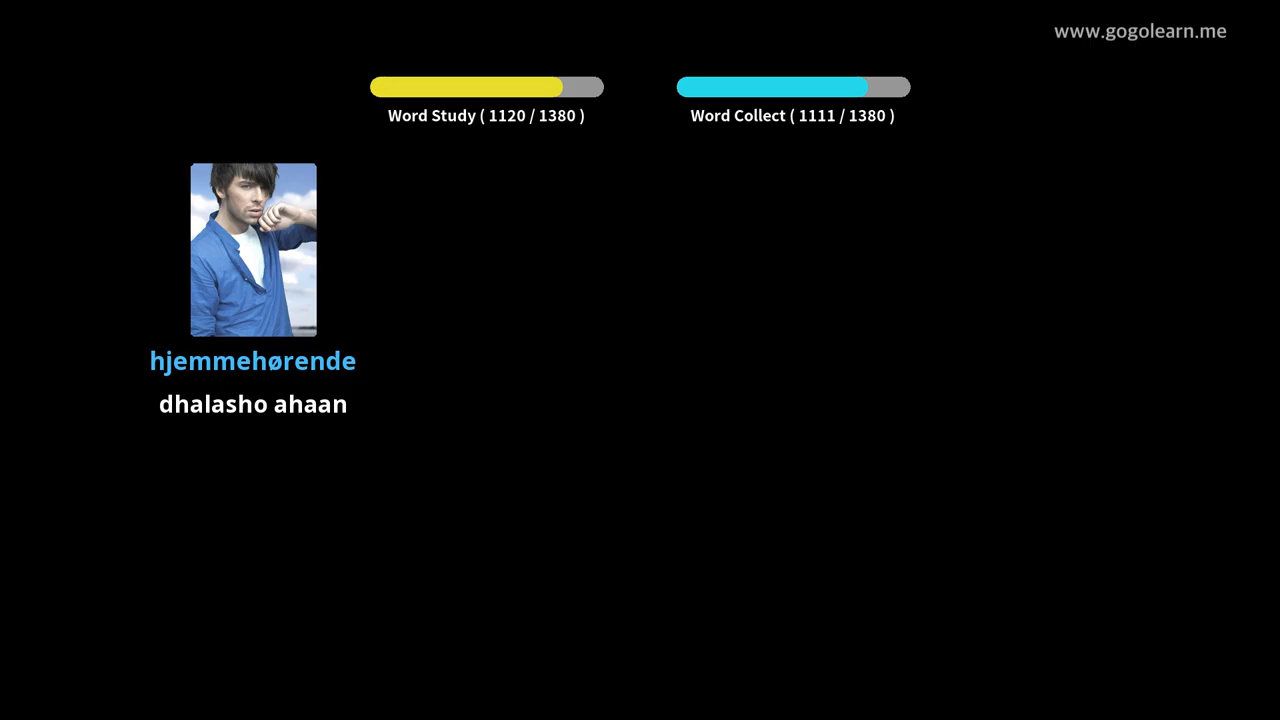 www.gogolearn.me
Word Study ( 1120 / 1380 )
Word Collect ( 1111 / 1380 )
hjemmehørende
dhalasho ahaan